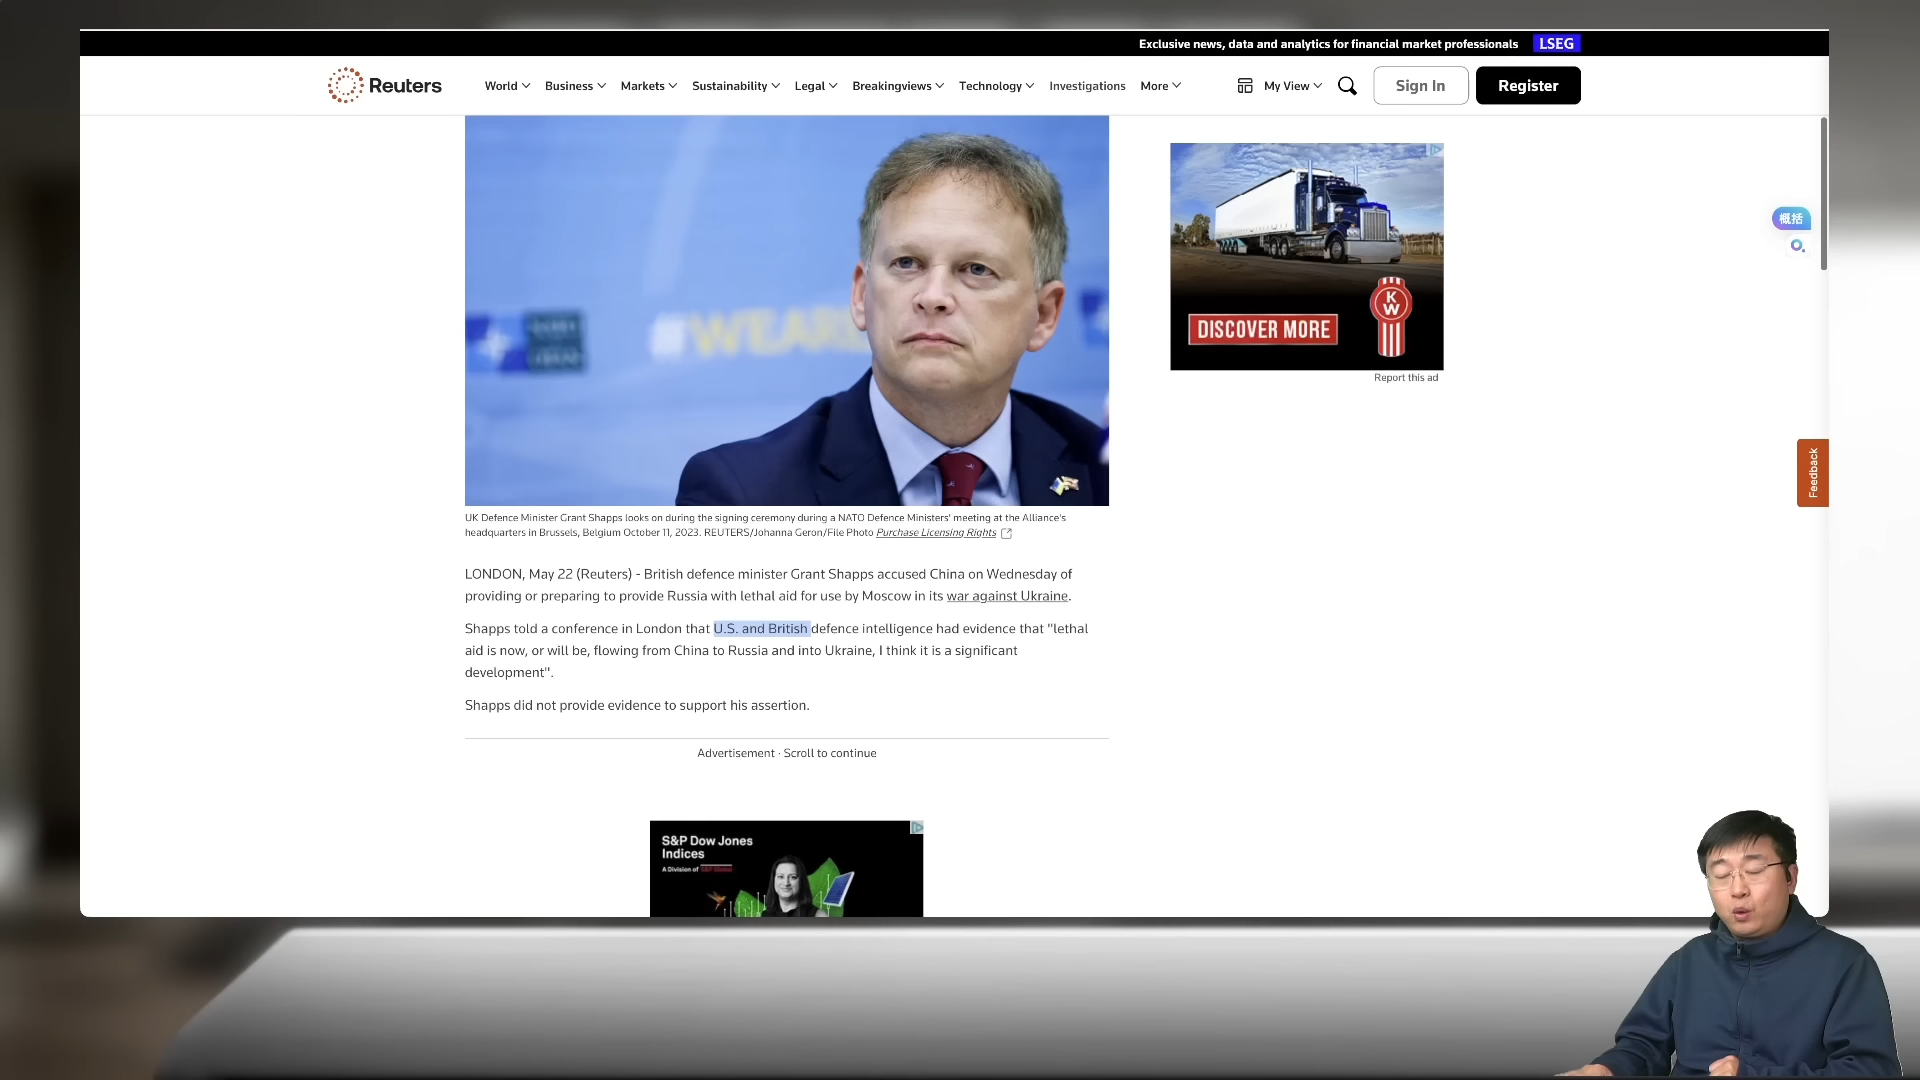 Exclusive news, data and analytics for financial market professionals LSEG
Reuters World Business Markets Sustainability Legal Breakingviews Technology Investigations More My View Sign In Register
#WEAR
DISCOVER MORE
KW
Report this ad
概括
Feedback
UK Defence Minister Grant Shapps looks on during the signing ceremony during a NATO Defence Ministers' meeting at the Alliance's
headquarters in Brussels, Belgium October 11, 2023. REUTERS/Johanna Geron/File Photo Purchase Licensing Rights
LONDON, May 22 (Reuters) - British defence minister Grant Shapps accused China on Wednesday of
providing or preparing to provide Russia with lethal aid for use by Moscow in its war against Ukraine.
Shapps told a conference in London that U.S. and British defence intelligence had evidence that "lethal
aid is now, or will be, flowing from China to Russia and into Ukraine, I think it is a significant
development".
Shapps did not provide evidence to support his assertion.
Advertisement · Scroll to continue
S&P Dow Jones
Indices
A Division of S&P Global